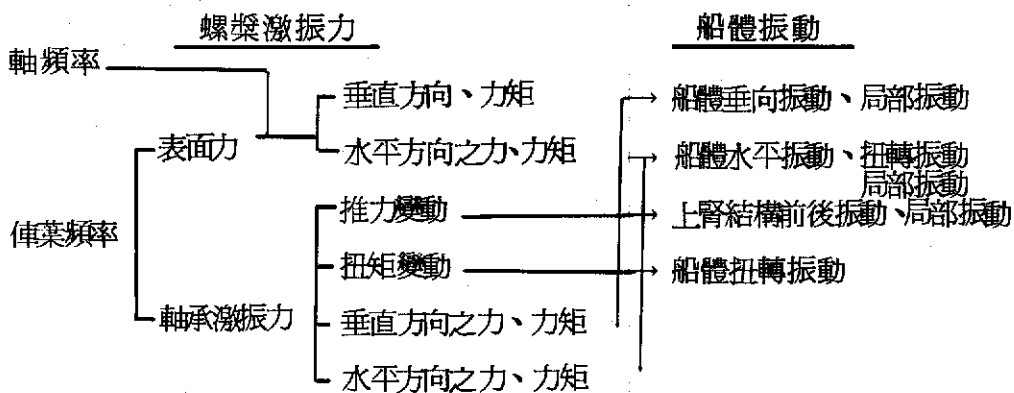 螺槳激振力
船體振動
軸頻率
垂直方向、力矩
船體垂向振動、局部振動
表面力
水平方向之力、力矩
船體水平振動、扭轉振動
局部振動
推力變動
上腎結構前後振動、局部振動
俥葉頻率
扭矩變動
船體扭轉振動
軸承激振力
垂直方向之力、力矩
水平方向之力、力矩